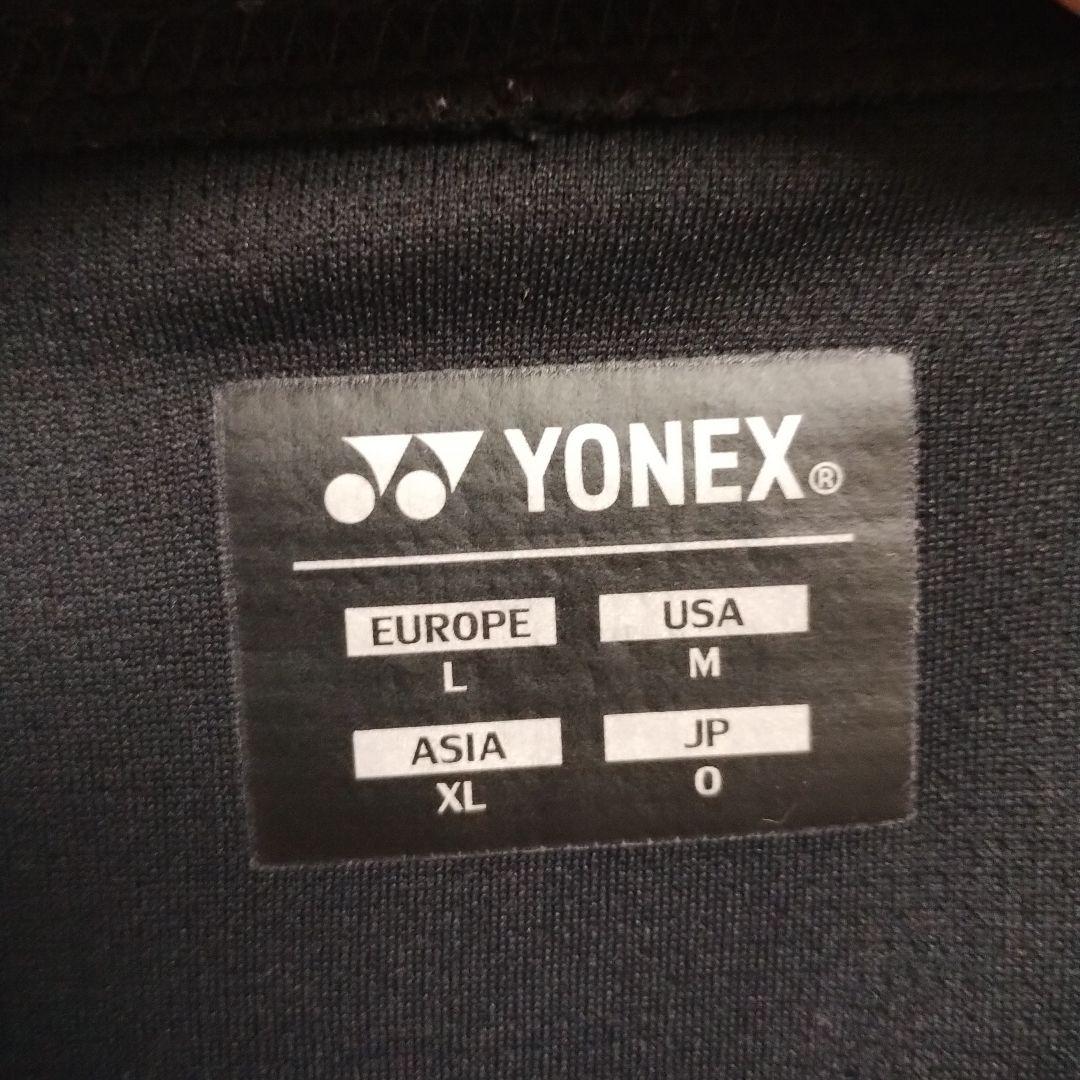 YONEX®
EUROPE USA
L M
ASIA JP
XL O